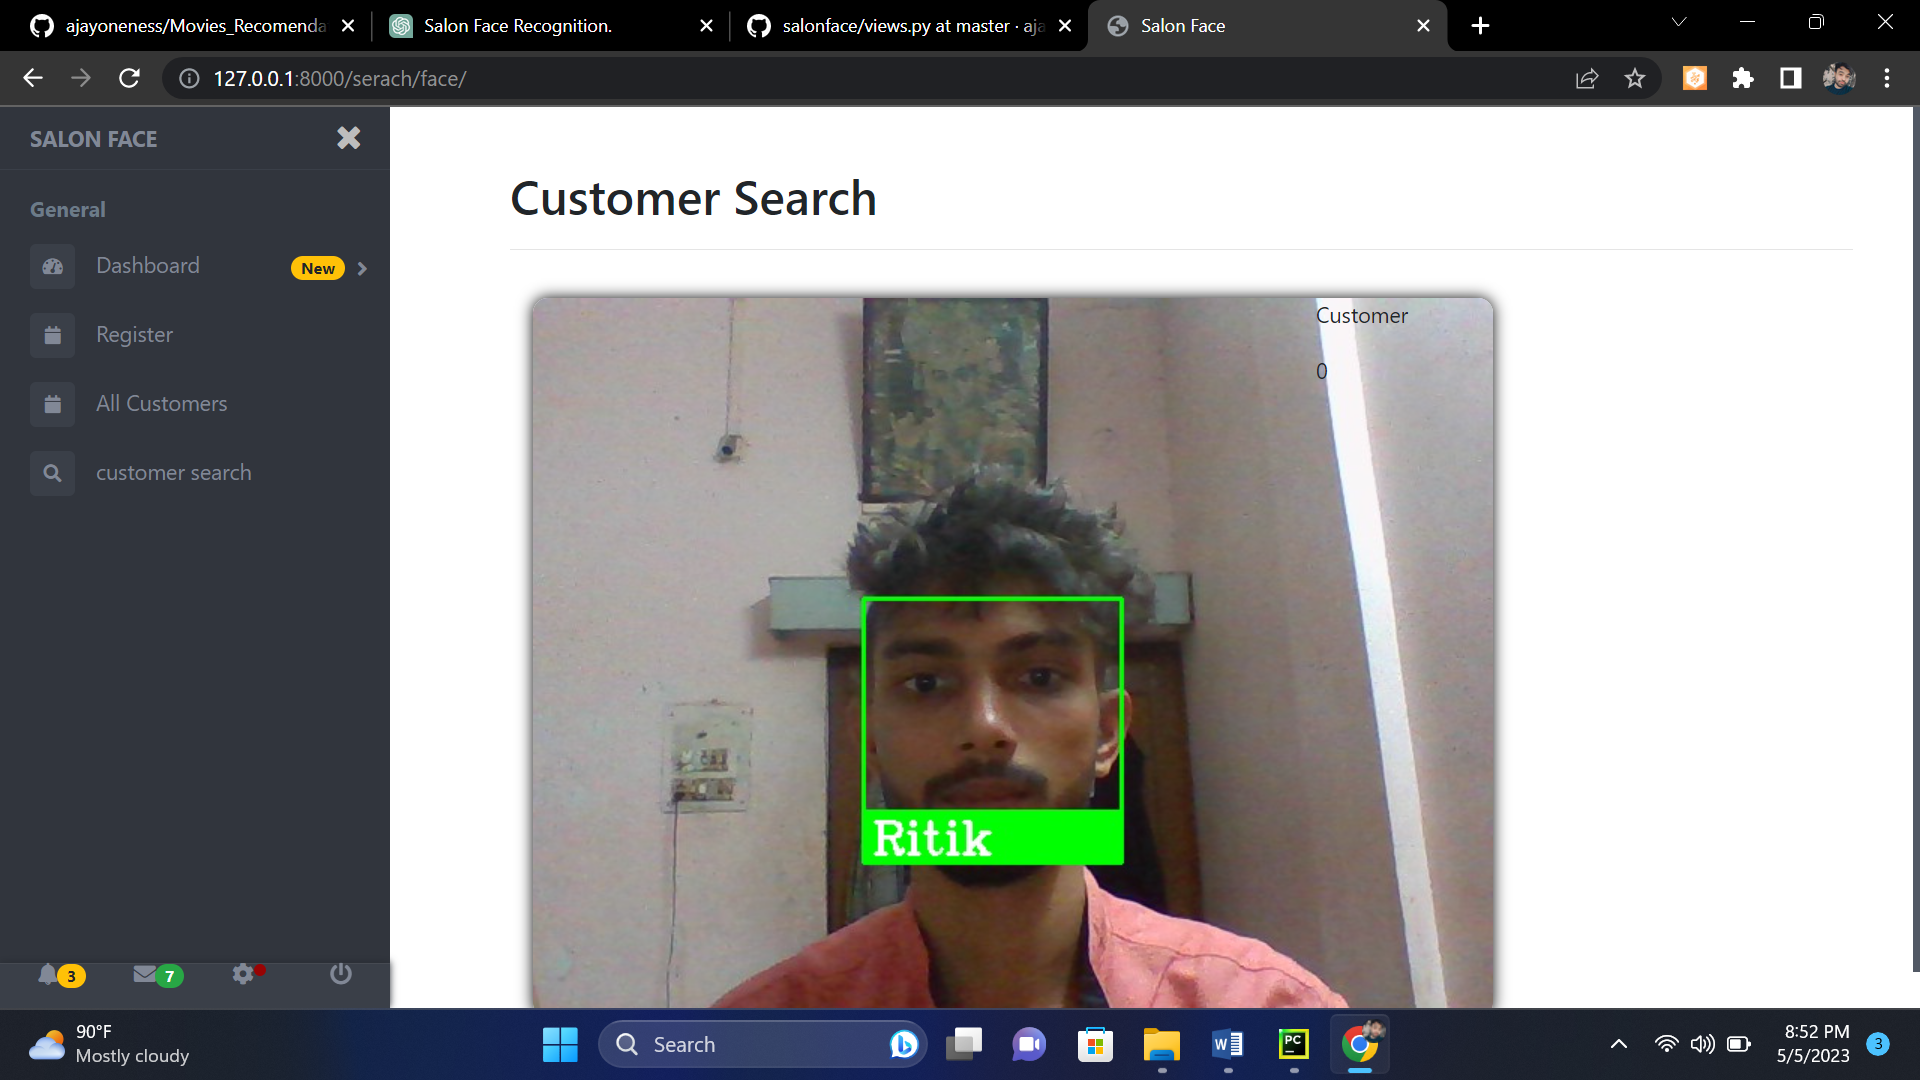 ajayoneness/Movies_Recomenda
Salon Face Recognition.
salonface/views.py at master · aja
Salon Face
127.0.0.1:8000/serach/face/
SALON FACE
General
Dashboard
New
Register
All Customers
customer search
3
7
Customer Search
Customer
0
Ritik
90°F
Mostly cloudy
Search
W
PC
8:52 PM
5/5/2023
3